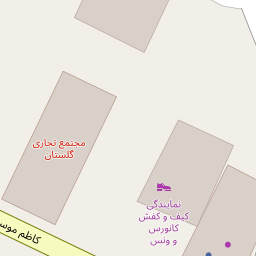 مجتمع تجاری
گلستان
نمایندگی
کیف و کفش
کانورس
و ونس
کاظم موس